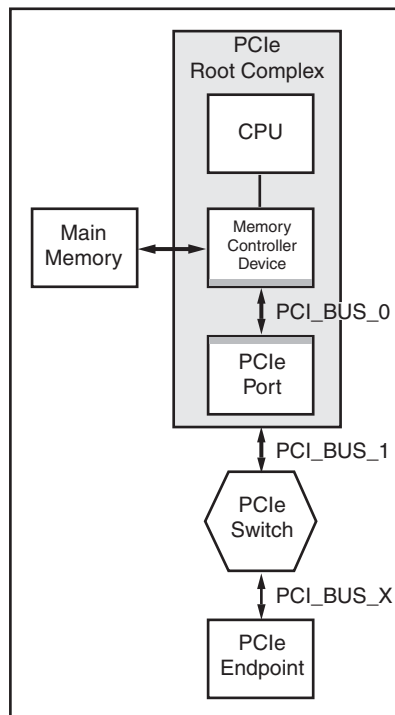 PCIe
Root Complex
CPU
Main
Memory
Memory
Controller
Device
PCI_BUS_0
PCIe
Port
PCI_BUS_1
PCIe
Switch
PCI_BUS_X
PCIe
Endpoint